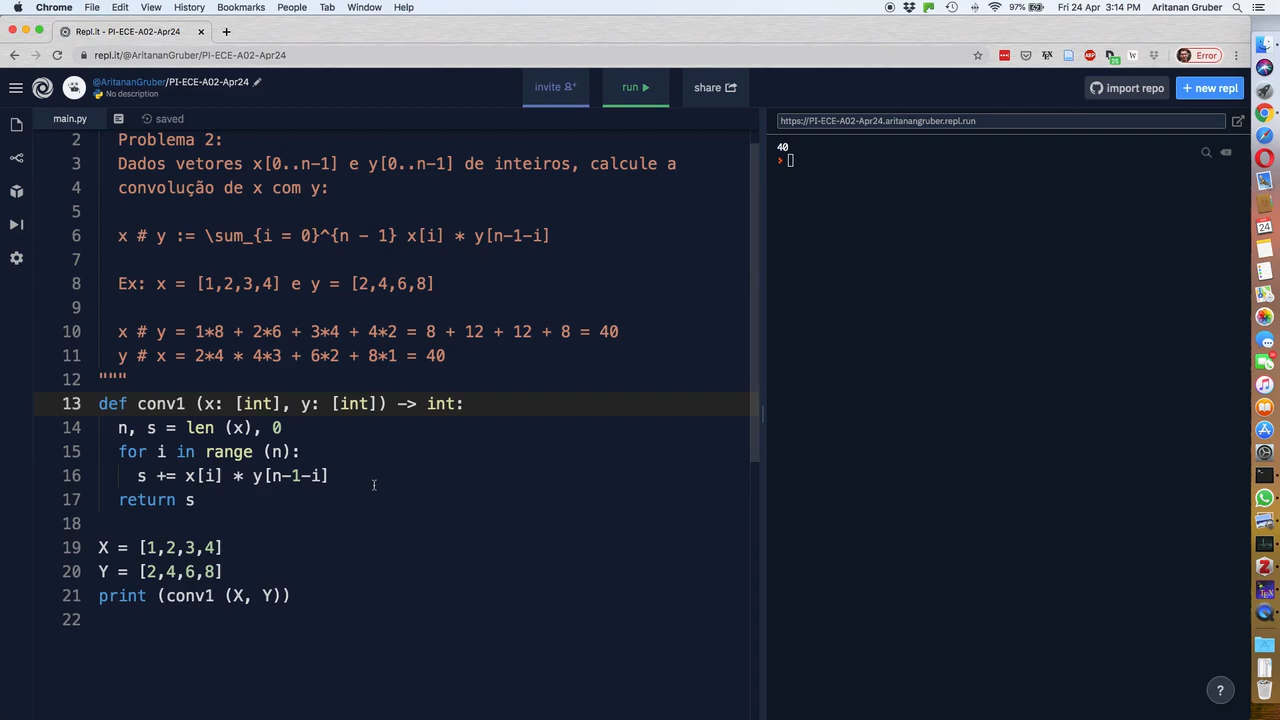 Chrome File Edit View History Bookmarks People Tab Window Help 97% Fri 24 Apr 3:14 PM Aritanan Gruber
Repl.it - PI-ECE-A02-Apr24
repl.it/@AritananGruber/PI-ECE-A02-Apr24 Error
@AritananGruber/PI-ECE-A02-Apr24
No description
invite run share import repo + new repl
main.py saved
https://PI-ECE-A02-Apr24.aritanangruber.repl.run
40
2 Problema 2:
3 Dados vetores x[0..n-1] e y[0..n-1] de inteiros, calcule a
4 convolução de x com y:
5
6 x # y := \sum_{i = 0}^{n - 1} x[i] * y[n-1-i]
7
8 Ex: x = [1,2,3,4] e y = [2,4,6,8]
9
10 x # y = 1*8 + 2*6 + 3*4 + 4*2 = 8 + 12 + 12 + 8 = 40
11 y # x = 2*4 * 4*3 + 6*2 + 8*1 = 40
12 """
13 def conv1 (x: [int], y: [int]) -> int:
14 n, s = len (x), 0
15 for i in range (n):
16 s += x[i] * y[n-1-i]
17 return s
18
19 X = [1,2,3,4]
20 Y = [2,4,6,8]
21 print (conv1 (X, Y))
22
?